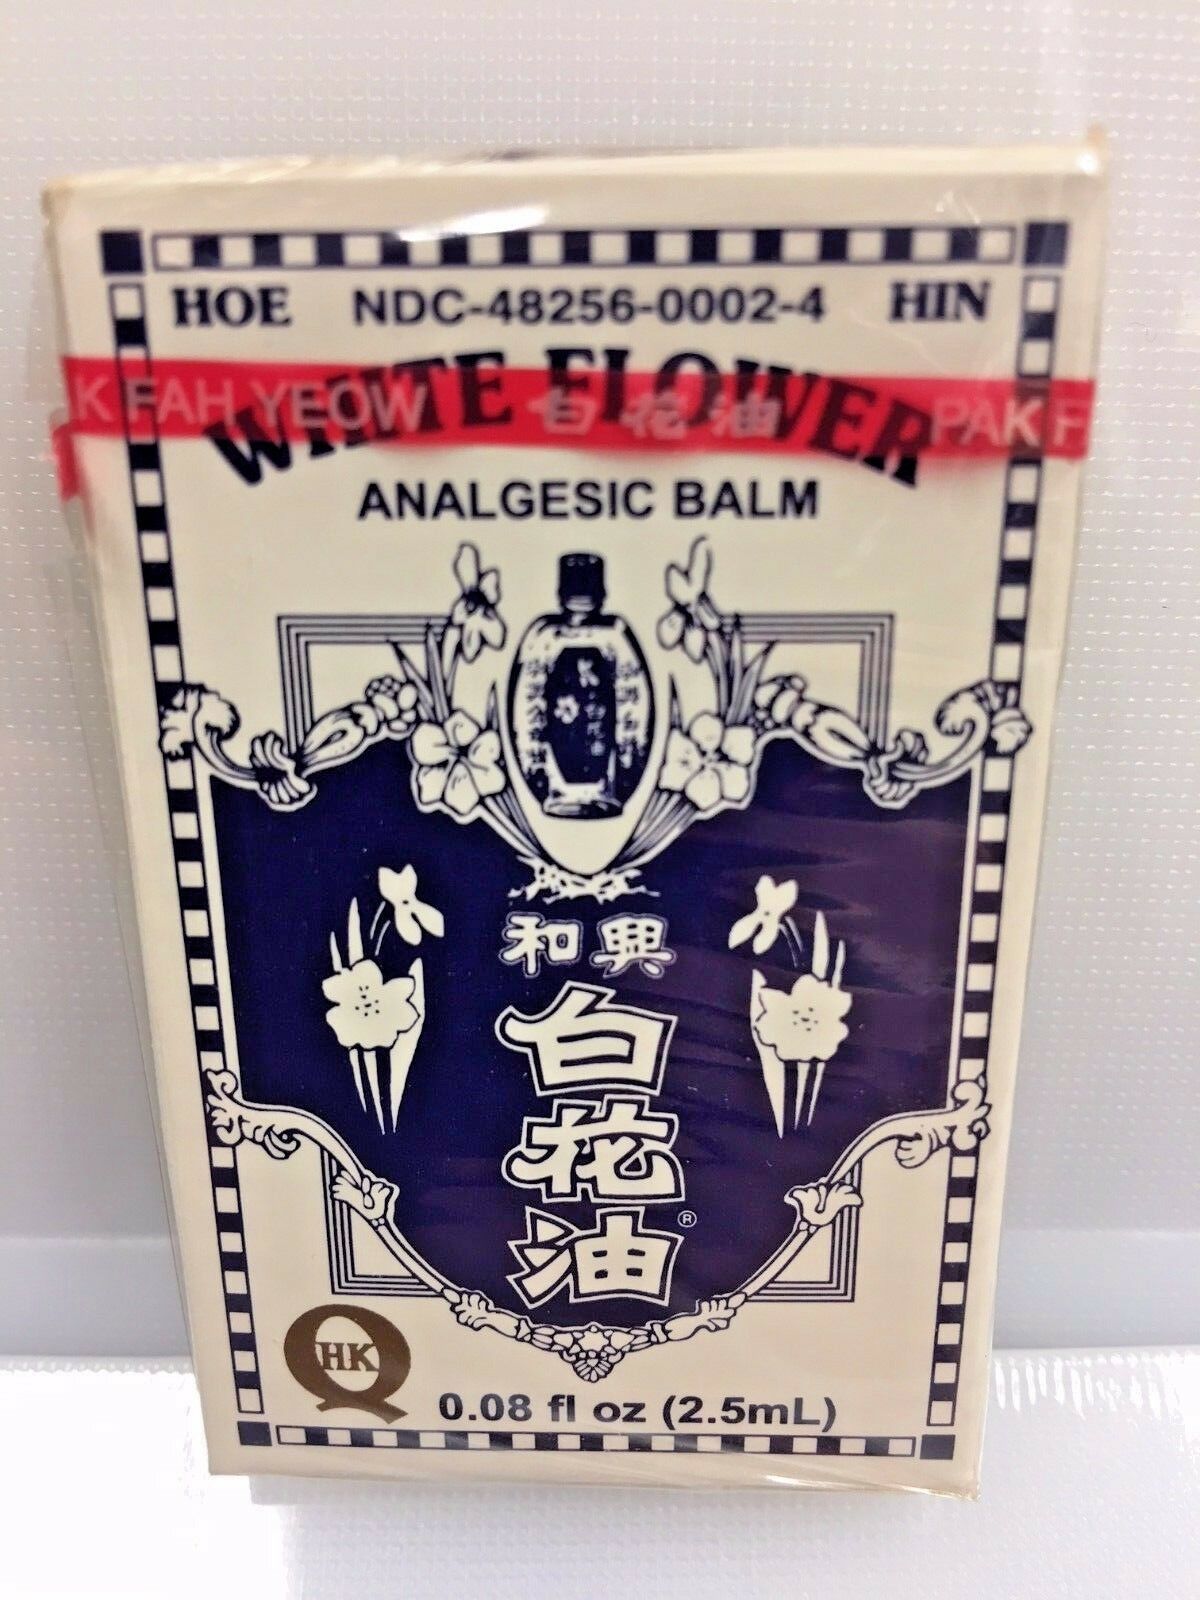 HOE NDC-48256-0002-4 HIN
WHITE FLOWER
K FAH YEOW 白花油 PAK F
ANALGESIC BALM
和興
白花油®
HK
0.08 fl oz (2.5mL)